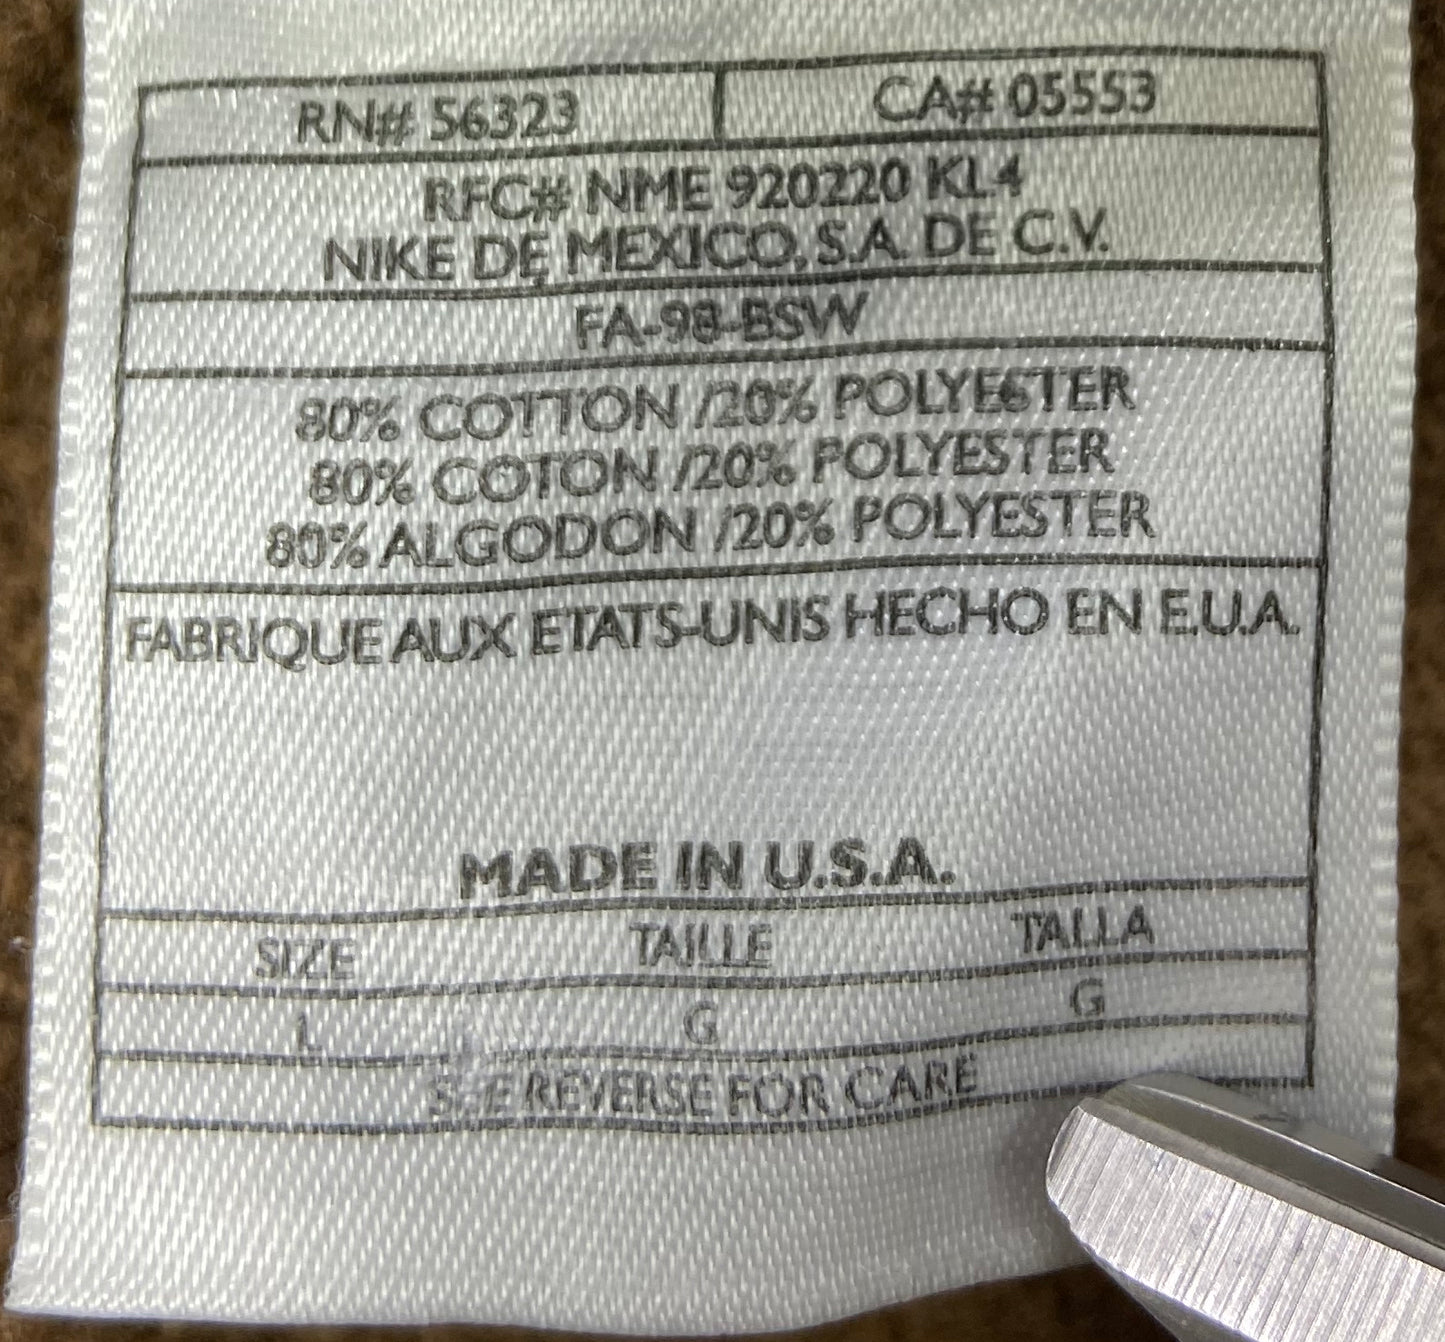 RN# 56323 CA# 05553
RFC# NME 920220 KL4
NIKE DE MEXICO, S.A. DE C.V.
FA-98-BSW
80% COTTON /20% POLYESTER
80% COTON /20% POLYESTER
80% ALGODON /20% POLYESTER
FABRIQUE AUX ETATS-UNIS HECHO EN E.U.A.
MADE IN U.S.A.
SIZE TAILLE TALLA
L G G
SEE REVERSE FOR CARE